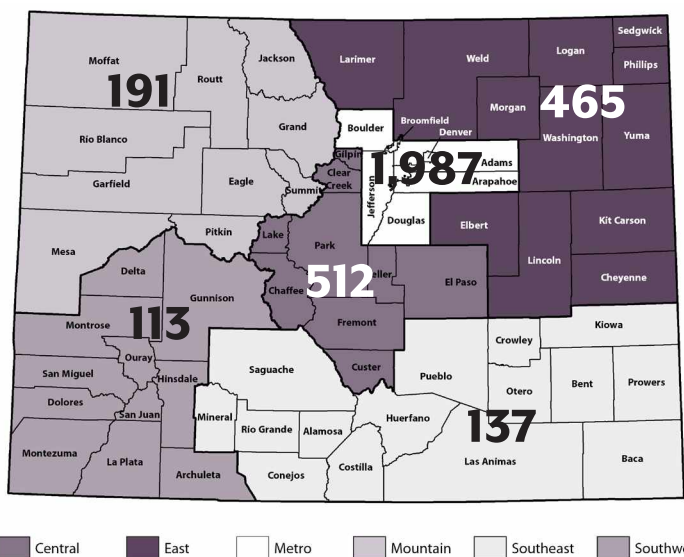 Sedgwick
Moffat
Jackson
Larimer
Weld
Logan
Phillips
Routt
191
Morgan
465
Grand
Boulder
Broomfield
Denver
Washington
Yuma
Rio Blanco
Gilpin
1,987
Adams
Clear
Creek
Garfield
Eagle
Summit
Jefferson
Arapahoe
Douglas
Elbert
Kit Carson
Pitkin
Lake
Park
Mesa
Lincoln
Delta
Gunnison
Chaffee
512
eller
El Paso
Cheyenne
Montrose
113
Fremont
Kiowa
Crowley
Ouray
San Miguel
Hinsdale
Saguache
Custer
Pueblo
Otero
Bent
Prowers
Dolores
San Juan
Mineral
Rio Grande
Alamosa
Huerfano
137
Montezuma
La Plata
Archuleta
Conejos
Costilla
Las Animas
Baca
Central
East
Metro
Mountain
Southeast
Southw